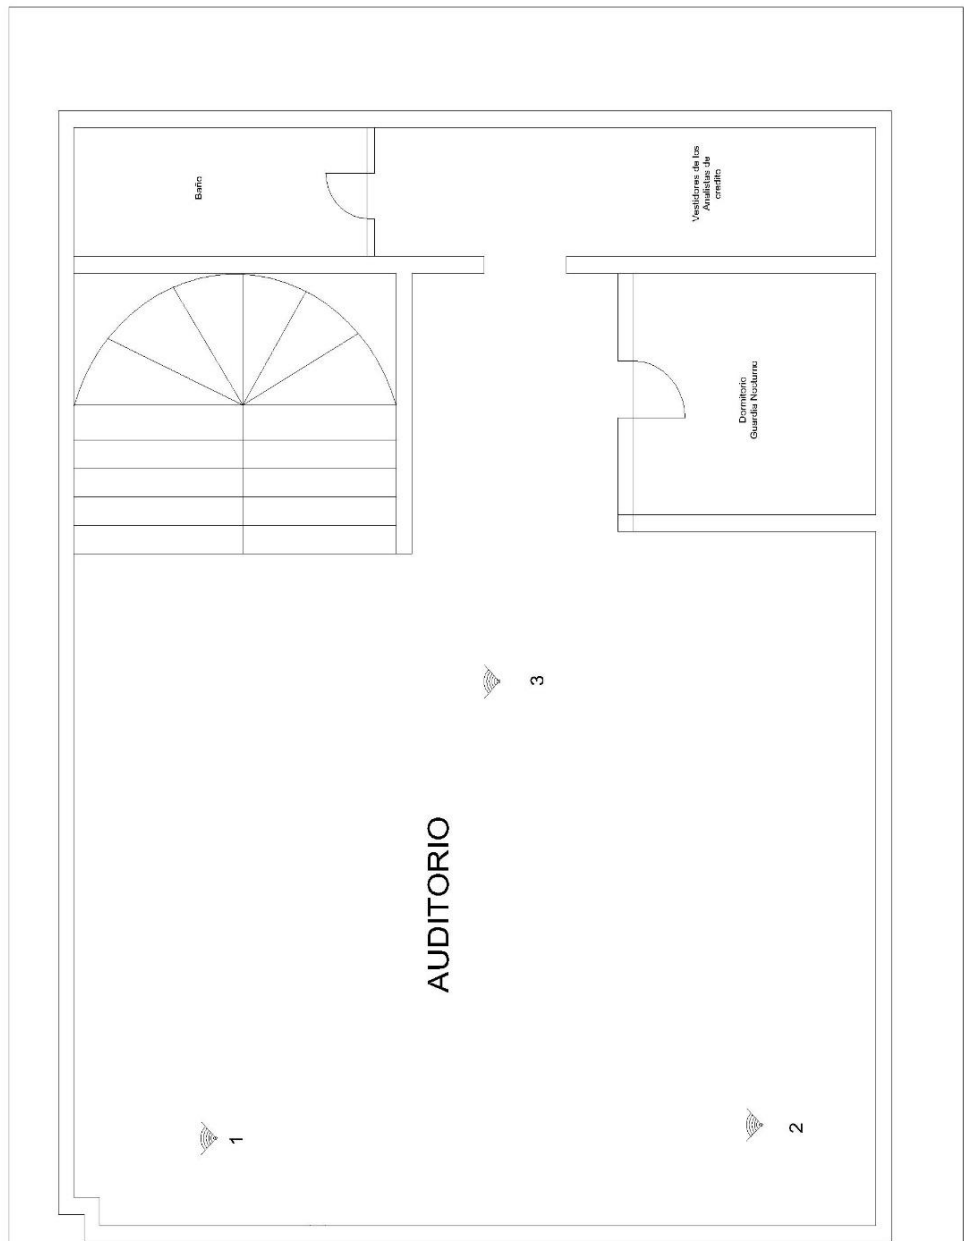 Baño
Vestidores de los
Analistas de
credito
Dormitorio
Guardia Nocturno
3
AUDITORIO
1
2